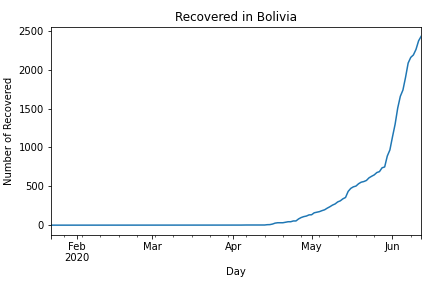 Recovered in Bolivia
Number of Recovered
2500
2000
1500
1000
500
0
Feb
2020
Mar
Apr
May
Jun
Day